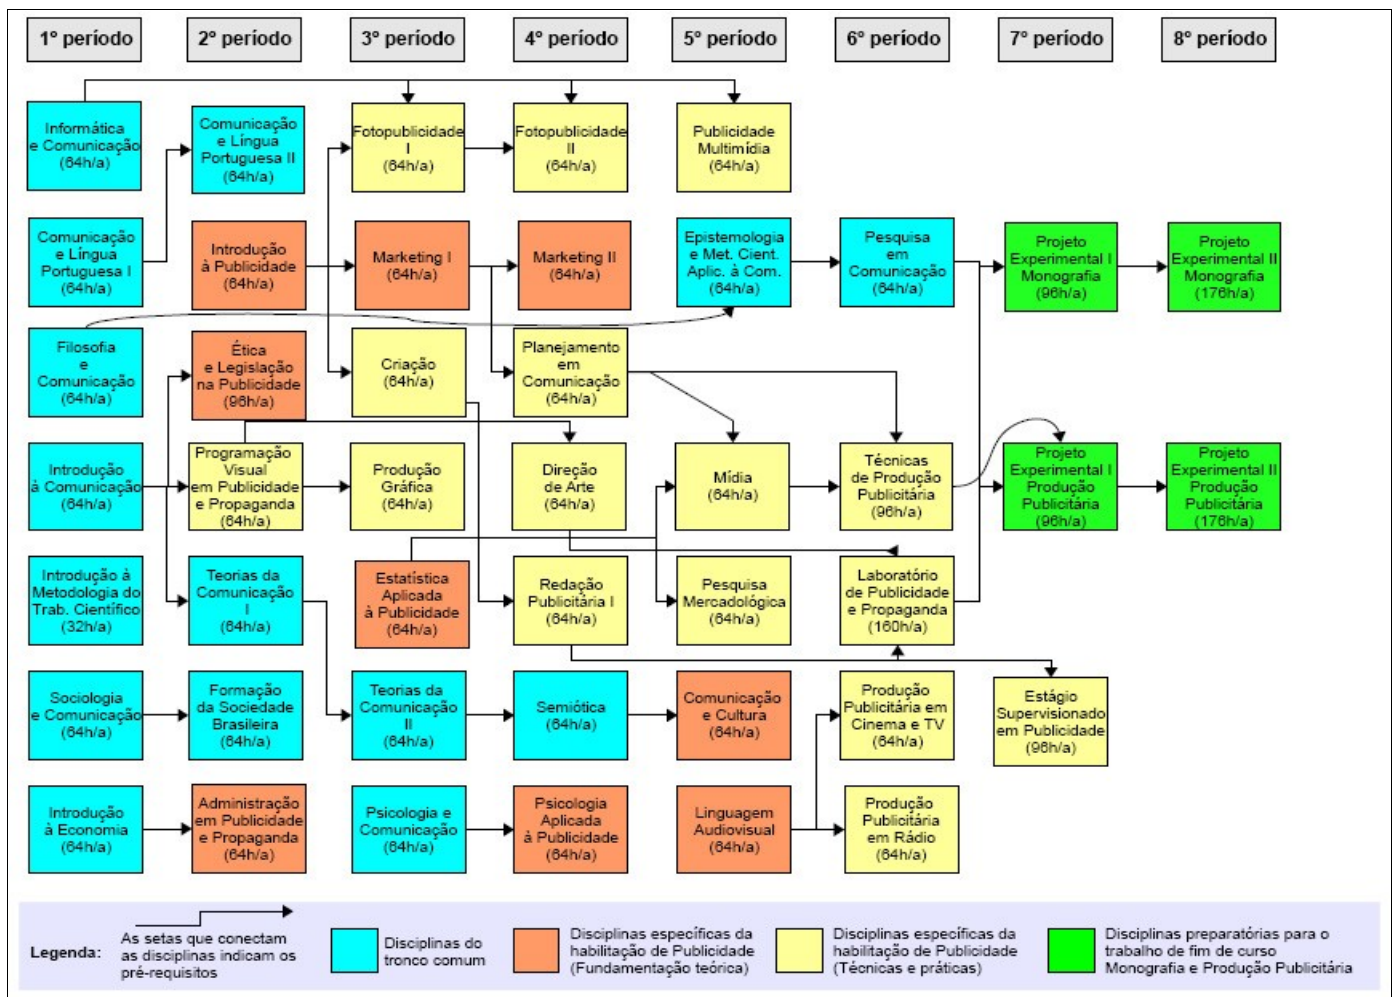 1º período
2º período
3º período
4º período
5º período
6º período
7º período
8º período
Informática
e Comunicação
(64h/a)
Comunicação
e Língua
Portuguesa II
(64h/a)
Fotopublicidade
I
(64h/a)
Fotopublicidade
II
(64h/a)
Publicidade
Multimídia
(64h/a)
Comunicação
e Língua
Portuguesa I
(64h/a)
Introdução
à Publicidade
(64h/a)
Marketing I
(64h/a)
Marketing II
(64h/a)
Epistemologia
e Met. Cient.
Aplic. à Com.
(64h/a)
Pesquisa
em
Comunicação
(64h/a)
Projeto
Experimental I
Monografia
(96h/a)
Projeto
Experimental II
Monografia
(176h/a)
Filosofia
e
Comunicação
(64h/a)
Ética
e Legislação
na Publicidade
(96h/a)
Criação
(64h/a)
Planejamento
em
Comunicação
(64h/a)
Introdução
à Comunicação
(64h/a)
Programação
Visual
em Publicidade
e Propaganda
(64h/a)
Produção
Gráfica
(64h/a)
Direção
de Arte
(64h/a)
Mídia
(64h/a)
Técnicas
de Produção
Publicitária
(96h/a)
Projeto
Experimental I
Produção
Publicitária
(96h/a)
Projeto
Experimental II
Produção
Publicitária
(176h/a)
Introdução à
Metodologia do
Trab. Científico
(32h/a)
Teorias da
Comunicação
I
(64h/a)
Estatística
Aplicada
à Publicidade
(64h/a)
Redação
Publicitária I
(64h/a)
Pesquisa
Mercadológica
(64h/a)
Laboratório
de Publicidade
e Propaganda
(160h/a)
Sociologia
e Comunicação
(64h/a)
Formação
da Sociedade
Brasileira
(64h/a)
Teorias da
Comunicação
II
(64h/a)
Semiótica
(64h/a)
Comunicação
e Cultura
(64h/a)
Produção
Publicitária em
Cinema e TV
(64h/a)
Estágio
Supervisionado
em Publicidade
(96h/a)
Introdução
à Economia
(64h/a)
Administração
em Publicidade
e Propaganda
(64h/a)
Psicologia e
Comunicação
(64h/a)
Psicologia
Aplicada
à Publicidade
(64h/a)
Linguagem
Audiovisual
(64h/a)
Produção
Publicitária
em Rádio
(64h/a)
Legenda:
As setas que conectam
as disciplinas indicam os
pré-requisitos
Disciplinas do
tronco comum
Disciplinas específicas da
habilitação de Publicidade
(Fundamentação teórica)
Disciplinas específicas da
habilitação de Publicidade
(Técnicas e práticas)
Disciplinas preparatórias para o
trabalho de fim de curso
Monografia e Produção Publicitária